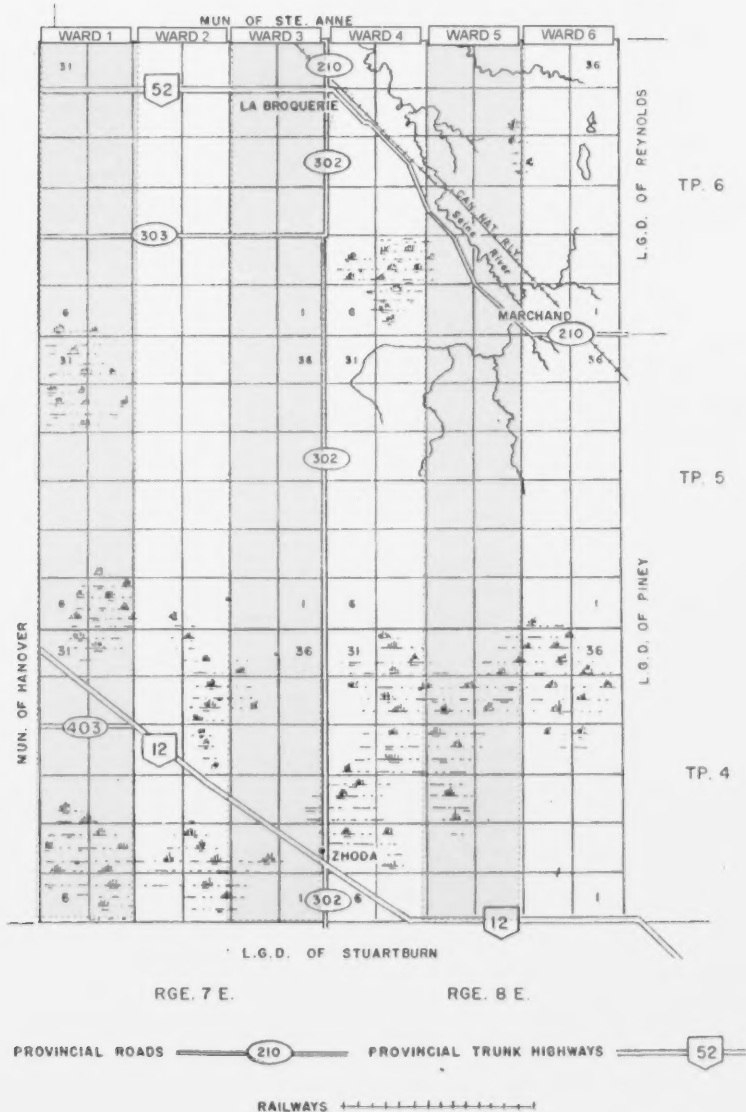 MUN OF STE. ANNE
WARD 1 WARD 2 WARD 3 WARD 4 WARD 5 WARD 6
31 210 36
52
LA BROQUERIE
302
L.G.D. OF REYNOLDS
TP. 6
CAN NAT. RLY
Seine River
303
6 1 6 MARCHAND 1
210
31 36 31 36
302
TP. 5
6 1 6 1
MUN. OF HANOVER
31 36 31 36
L.G.D. OF PINEY
403
12
TP. 4
ZHODA
6 1 302 6 1
12
L.G.D. OF STUARTBURN
RGE. 7 E. RGE. 8 E.
PROVINCIAL ROADS 210 PROVINCIAL TRUNK HIGHWAYS 52
RAILWAYS